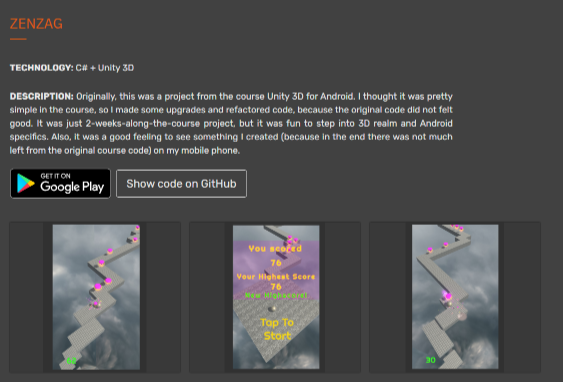 ZENZAG
TECHNOLOGY: C# + Unity 3D
DESCRIPTION: Originally, this was a project from the course Unity 3D for Android. I thought it was pretty
simple in the course, so I made some upgrades and refactored code, because the original code did not felt
good. It was just 2-weeks-along-the-course project, but it was fun to step into 3D realm and Android
specifics. Also, it was a good feeling to see something I created (because in the end there was not much
left from the original course code) on my mobile phone.
GET IT ON
Google Play
Show code on GitHub
You scored
76
Your Highest Score
76
New Highscore!
Tap To
Start
30